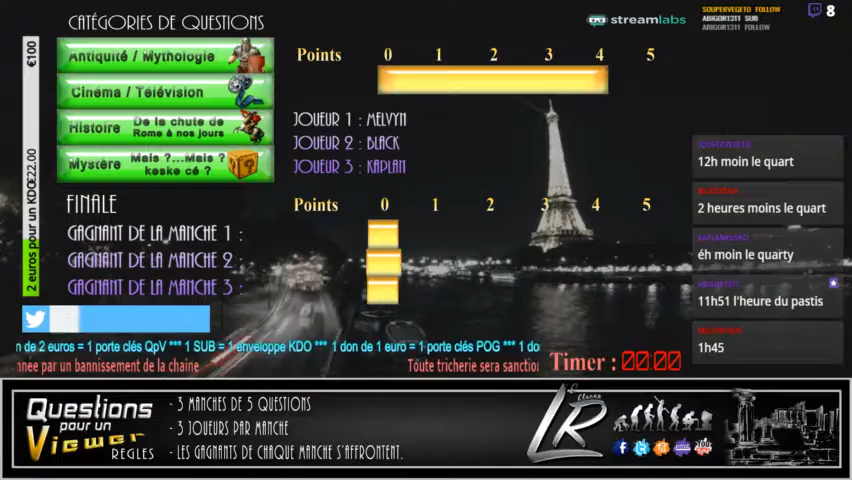 CATÉGORIES DE QUESTIONS
Antiquité / Mythologie
Cinéma / Télévision
Histoire De la chute de Rome à nos jours
Mystère Mais ?...Mais ? keske cé ?
€100
2 euros pour un KDO €22.00
Points 0 1 2 3 4 5
JOUEUR 1 : MELVYN
JOUEUR 2 : BLACK
JOUEUR 3 : KAPLAN
FINALE
Points 0 1 2 3 4 5
GAGNANT DE LA MANCHE 1 :
GAGNANT DE LA MANCHE 2 :
GAGNANT DE LA MANCHE 3 :
streamlabs
SOUPERVEGETO FOLLOW
ABIGOR1311 SUB
ABIGOR1311 FOLLOW
8
12h moin le quart
2 heures moins le quart
éh moin le quarty
ABIGOR1311
11h51 l'heure du pastis
1h45
n de 2 euros = 1 porte clés QpV *** 1 SUB = 1 enveloppe KDO *** 1 don de 1 euro = 1 porte clés POG *** 1 do
née par un bannissement de la chaine
Toute tricherie sera sanction
Timer : 00:00
Questions pour un Viewer
REGLES
- 3 MANCHES DE 5 QUESTIONS
- 3 JOUEURS PAR MANCHE
- LES GAGNANTS DE CHAQUE MANCHE S'AFFRONTENT.
LR